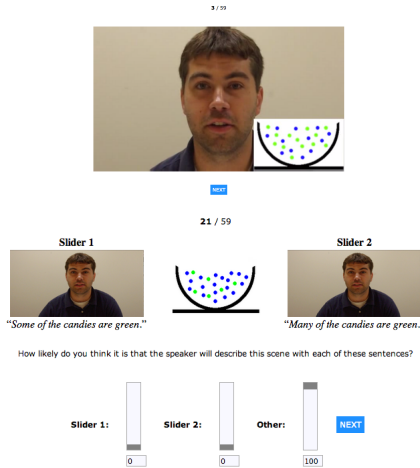 3 / 59
NEXT
21 / 59
Slider 1 Slider 2
"Some of the candies are green." "Many of the candies are green.
How likely do you think it is that the speaker will describe this scene with each of these sentences?
Slider 1: Slider 2: Other: NEXT
0 0 100